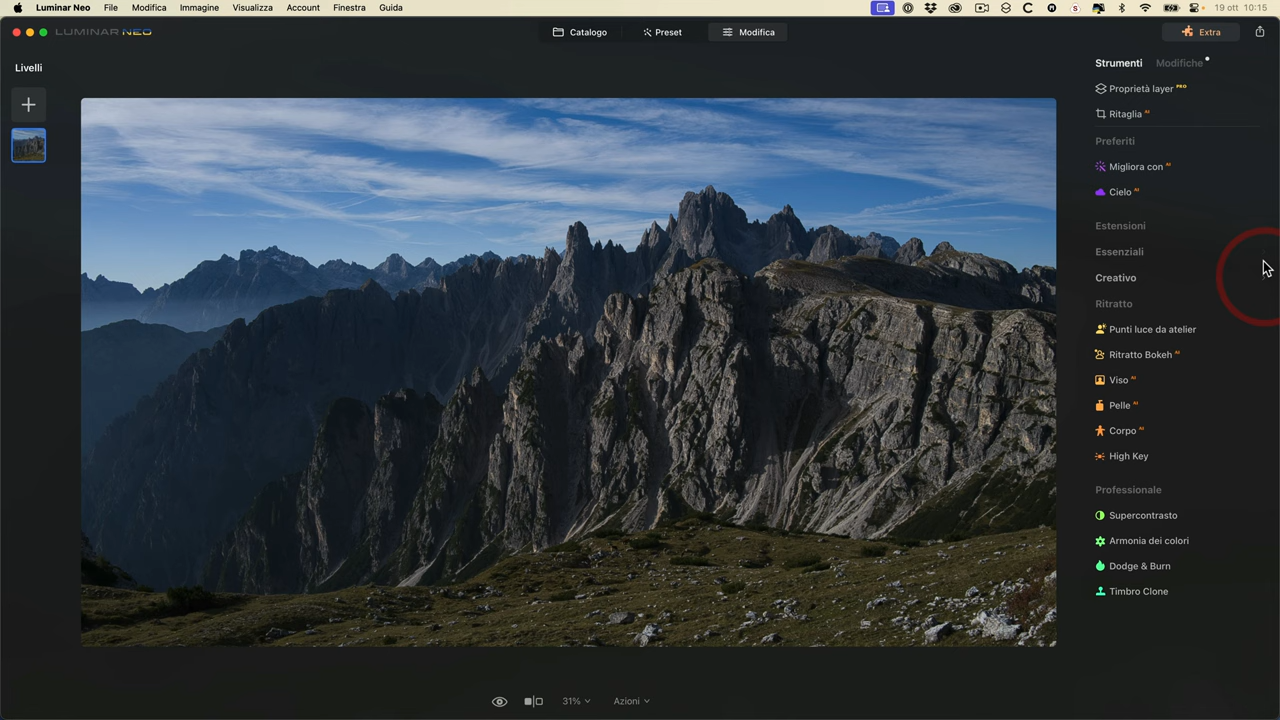 Luminar Neo File Modifica Immagine Visualizza Account Finestra Guida 19 ott 10:15
LUMINAR NEO Catalogo Preset Modifica Extra
Livelli
Strumenti Modifiche
Proprietà layer PRO
Ritaglia AI
Preferiti
Migliora con AI
Cielo AI
Estensioni
Essenziali
Creativo
Ritratto
Punti luce da atelier
Ritratto Bokeh AI
Viso AI
Pelle AI
Corpo AI
High Key
Professionale
Supercontrasto
Armonia dei colori
Dodge & Burn
Timbro Clone
31% Azioni